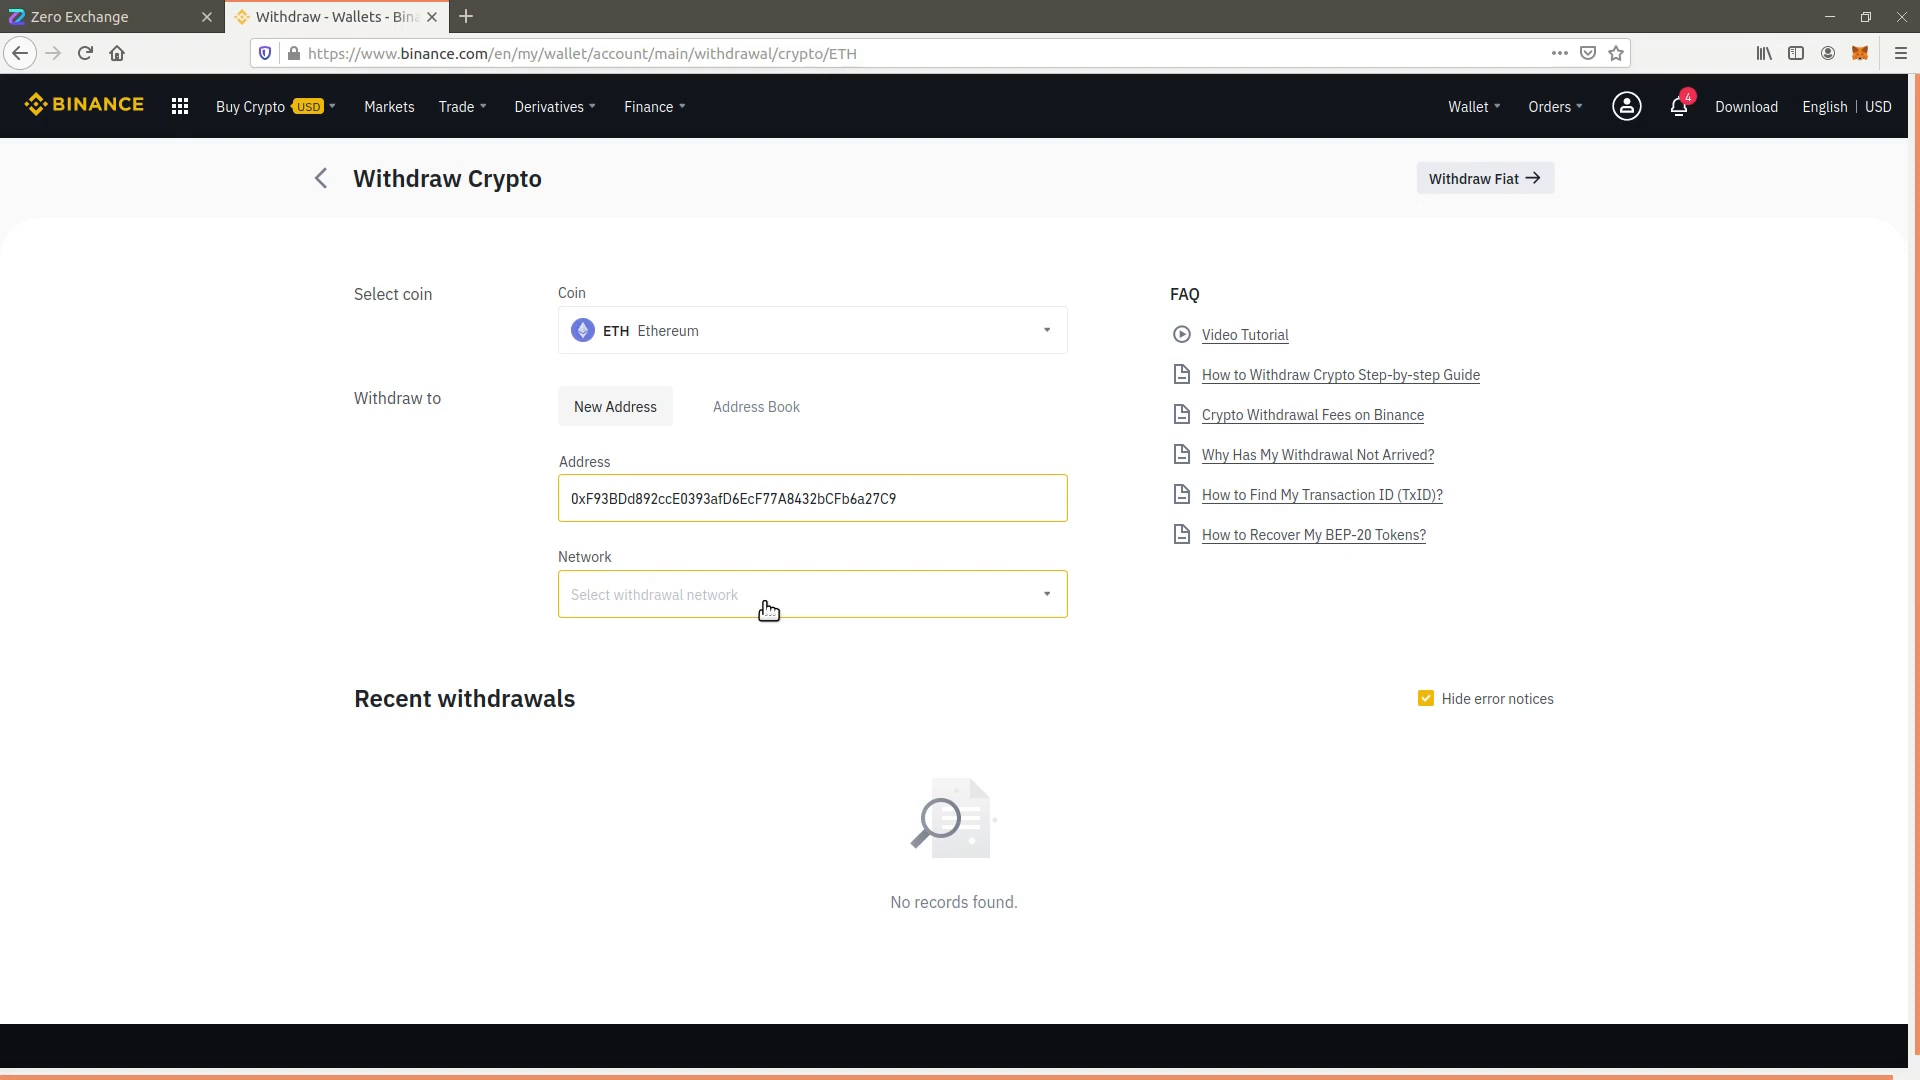 Zero Exchange
Withdraw - Wallets - Bina
https://www.binance.com/en/my/wallet/account/main/withdrawal/crypto/ETH
BINANCE
Buy Crypto USD
Markets
Trade
Derivatives
Finance
Wallet
Orders
4
Download
English | USD
Withdraw Crypto
Withdraw Fiat →
Select coin
Coin
ETH Ethereum
Withdraw to
New Address
Address Book
Address
0xF93BDd892ccE0393afD6EcF77A8432bCFb6a27C9
Network
Select withdrawal network
FAQ
Video Tutorial
How to Withdraw Crypto Step-by-step Guide
Crypto Withdrawal Fees on Binance
Why Has My Withdrawal Not Arrived?
How to Find My Transaction ID (TxID)?
How to Recover My BEP-20 Tokens?
Recent withdrawals
Hide error notices
No records found.